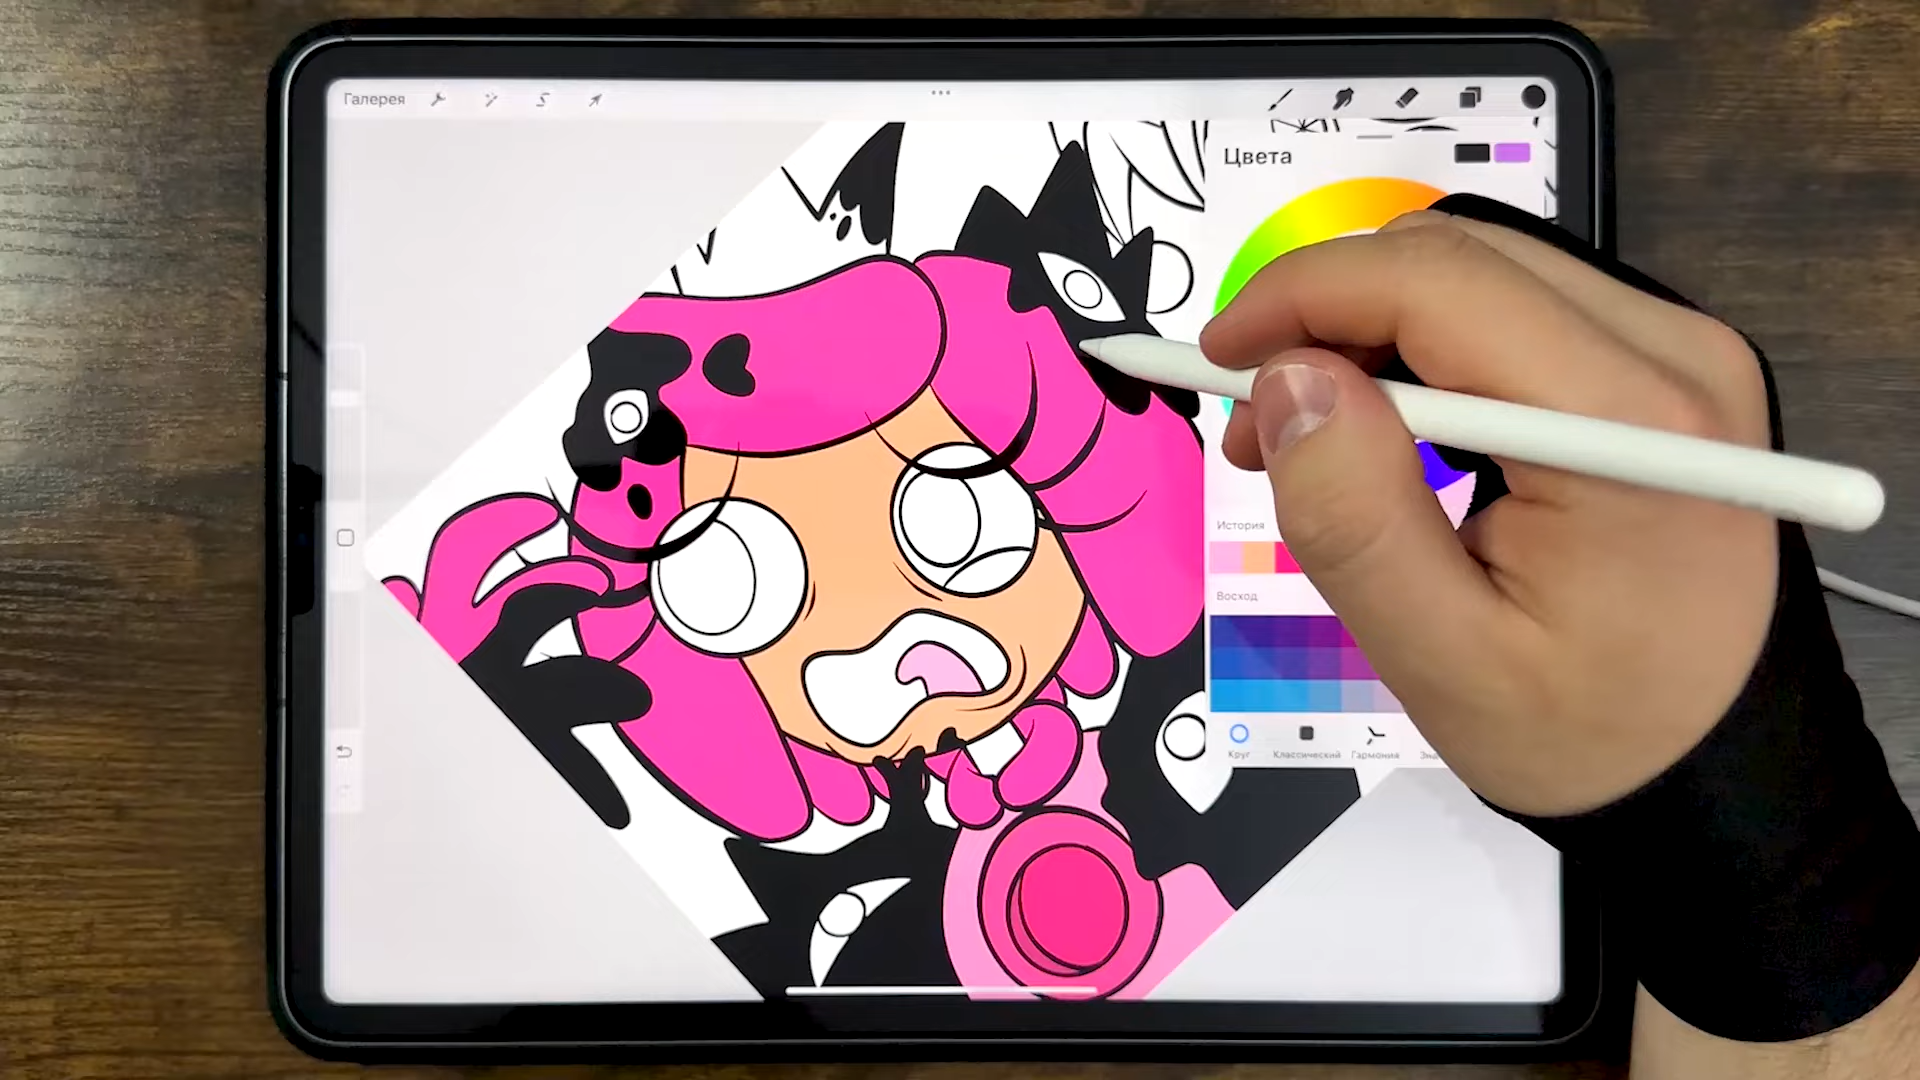 Галерея
Цвета
История
Восход
Круг Классический Гармония